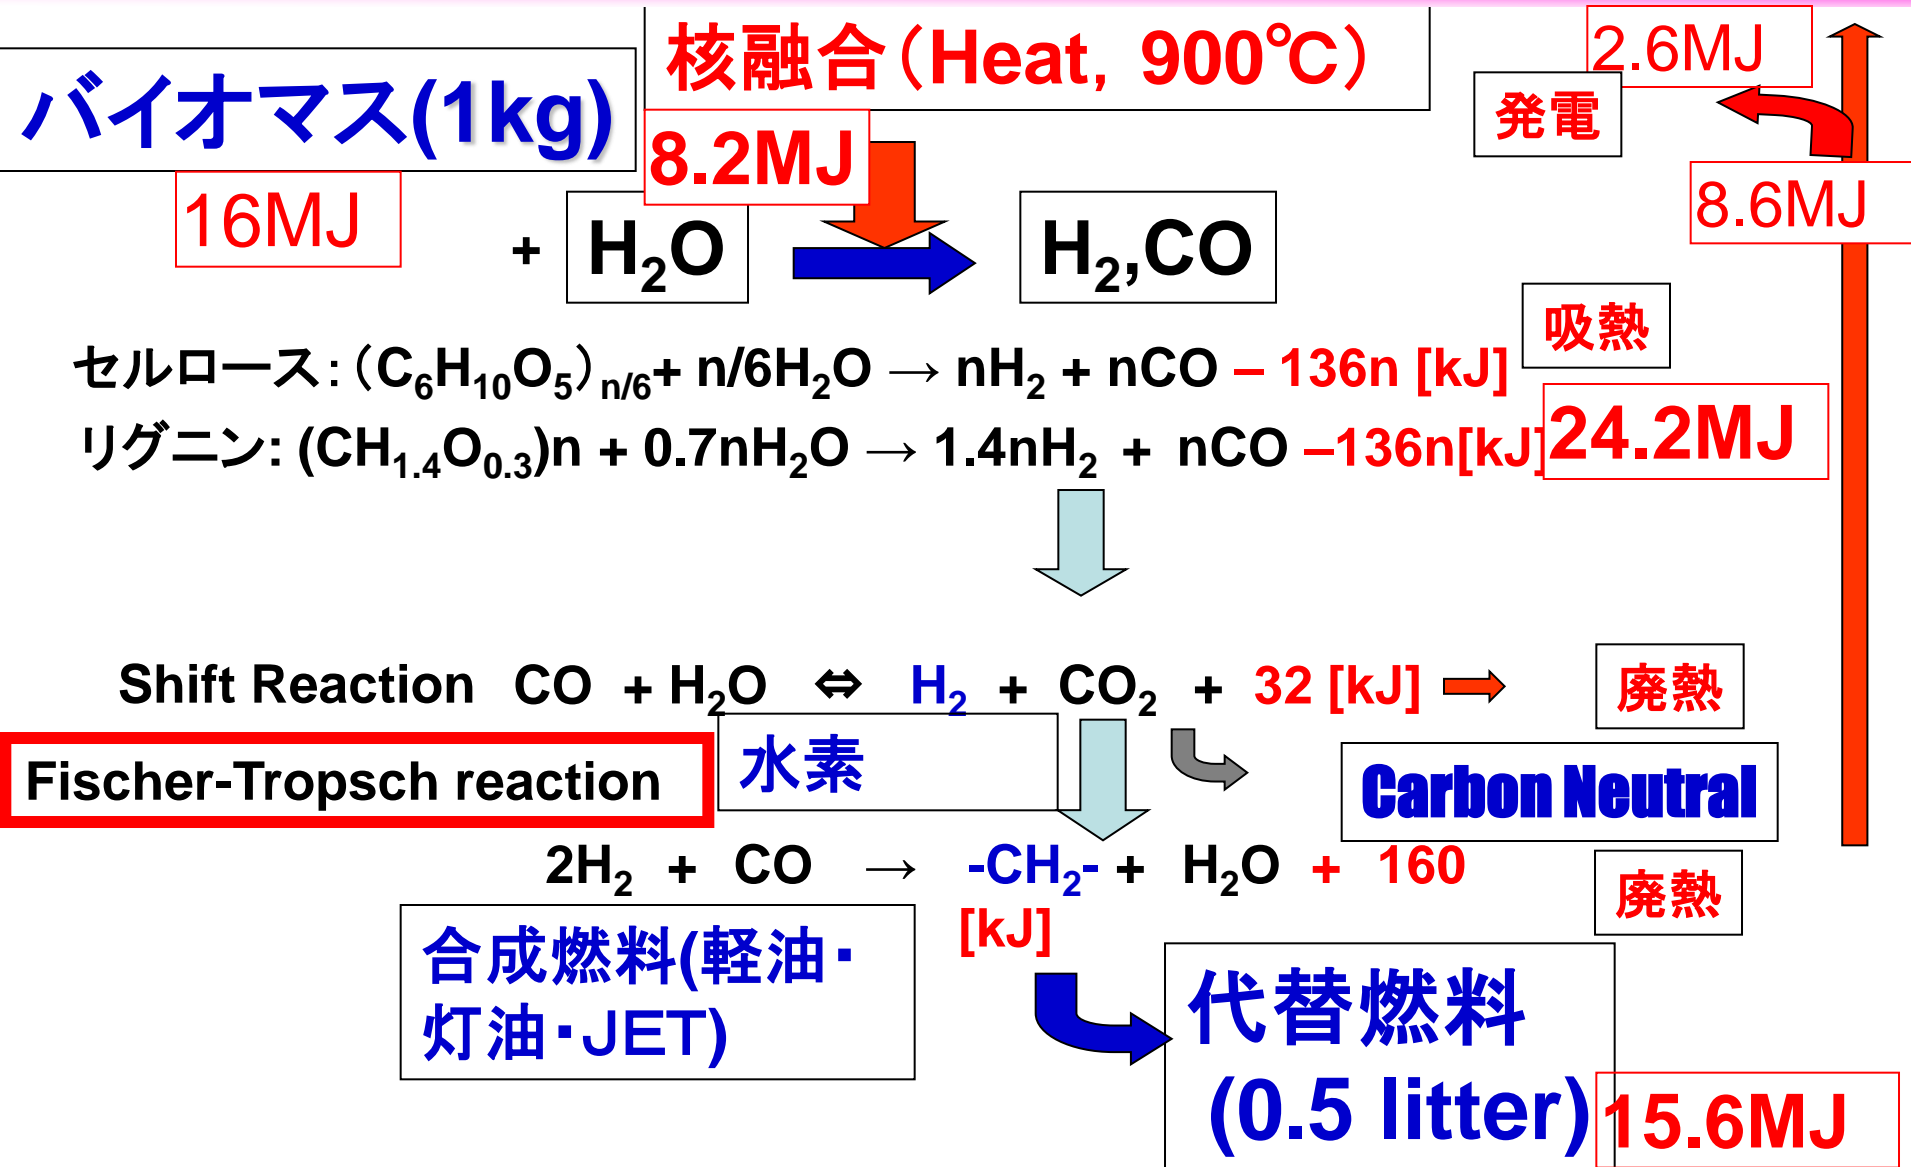 核融合（Heat, 900℃）
2.6MJ
バイオマス(1kg)
発電
8.2MJ
16MJ
8.6MJ
+ H₂O
H₂,CO
吸熱
セルロース:（C₆H₁₀O₅）n/6+ n/6H₂O → nH₂ + nCO – 136n [kJ]
24.2MJ
リグニン: (CH₁.₄O₀.₃)n + 0.7nH₂O → 1.4nH₂ + nCO –136n[kJ]
Shift Reaction CO + H₂O ⇔ H₂ + CO₂ + 32 [kJ]
廃熱
水素
Fischer-Tropsch reaction
Carbon Neutral
2H₂ + CO → -CH₂- + H₂O + 160
[kJ]
廃熱
合成燃料(軽油・
灯油・JET)
代替燃料
(0.5 litter)
15.6MJ